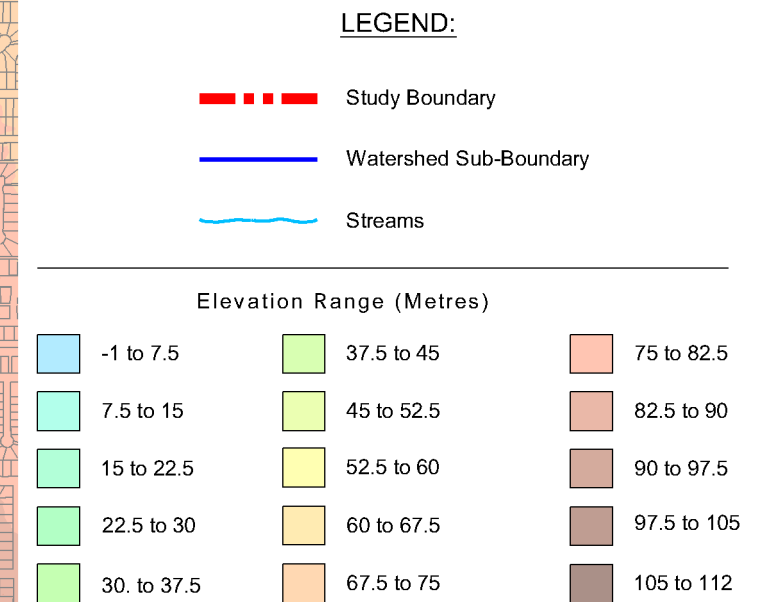 LEGEND:
Study Boundary
Watershed Sub-Boundary
Streams
Elevation Range (Metres)
-1 to 7.5
7.5 to 15
15 to 22.5
22.5 to 30
30. to 37.5
37.5 to 45
45 to 52.5
52.5 to 60
60 to 67.5
67.5 to 75
75 to 82.5
82.5 to 90
90 to 97.5
97.5 to 105
105 to 112